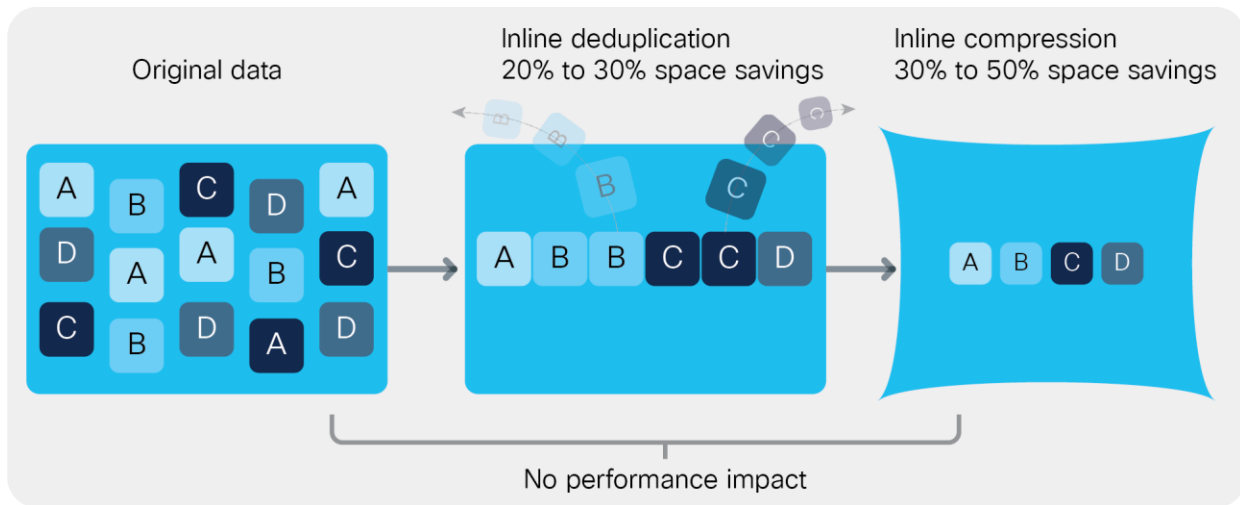 Original data
Inline deduplication
20% to 30% space savings
Inline compression
30% to 50% space savings
A B C D A
D A A B C
C B D A D
B B B
C C C
A B B C C D
A B C D
No performance impact